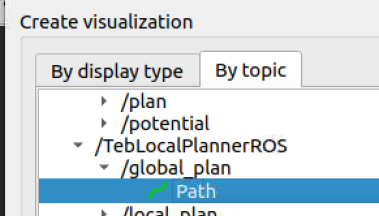 Create visualization
By display type
By topic
/plan
/potential
/TebLocalPlannerROS
/global_plan
Path
/local_plan